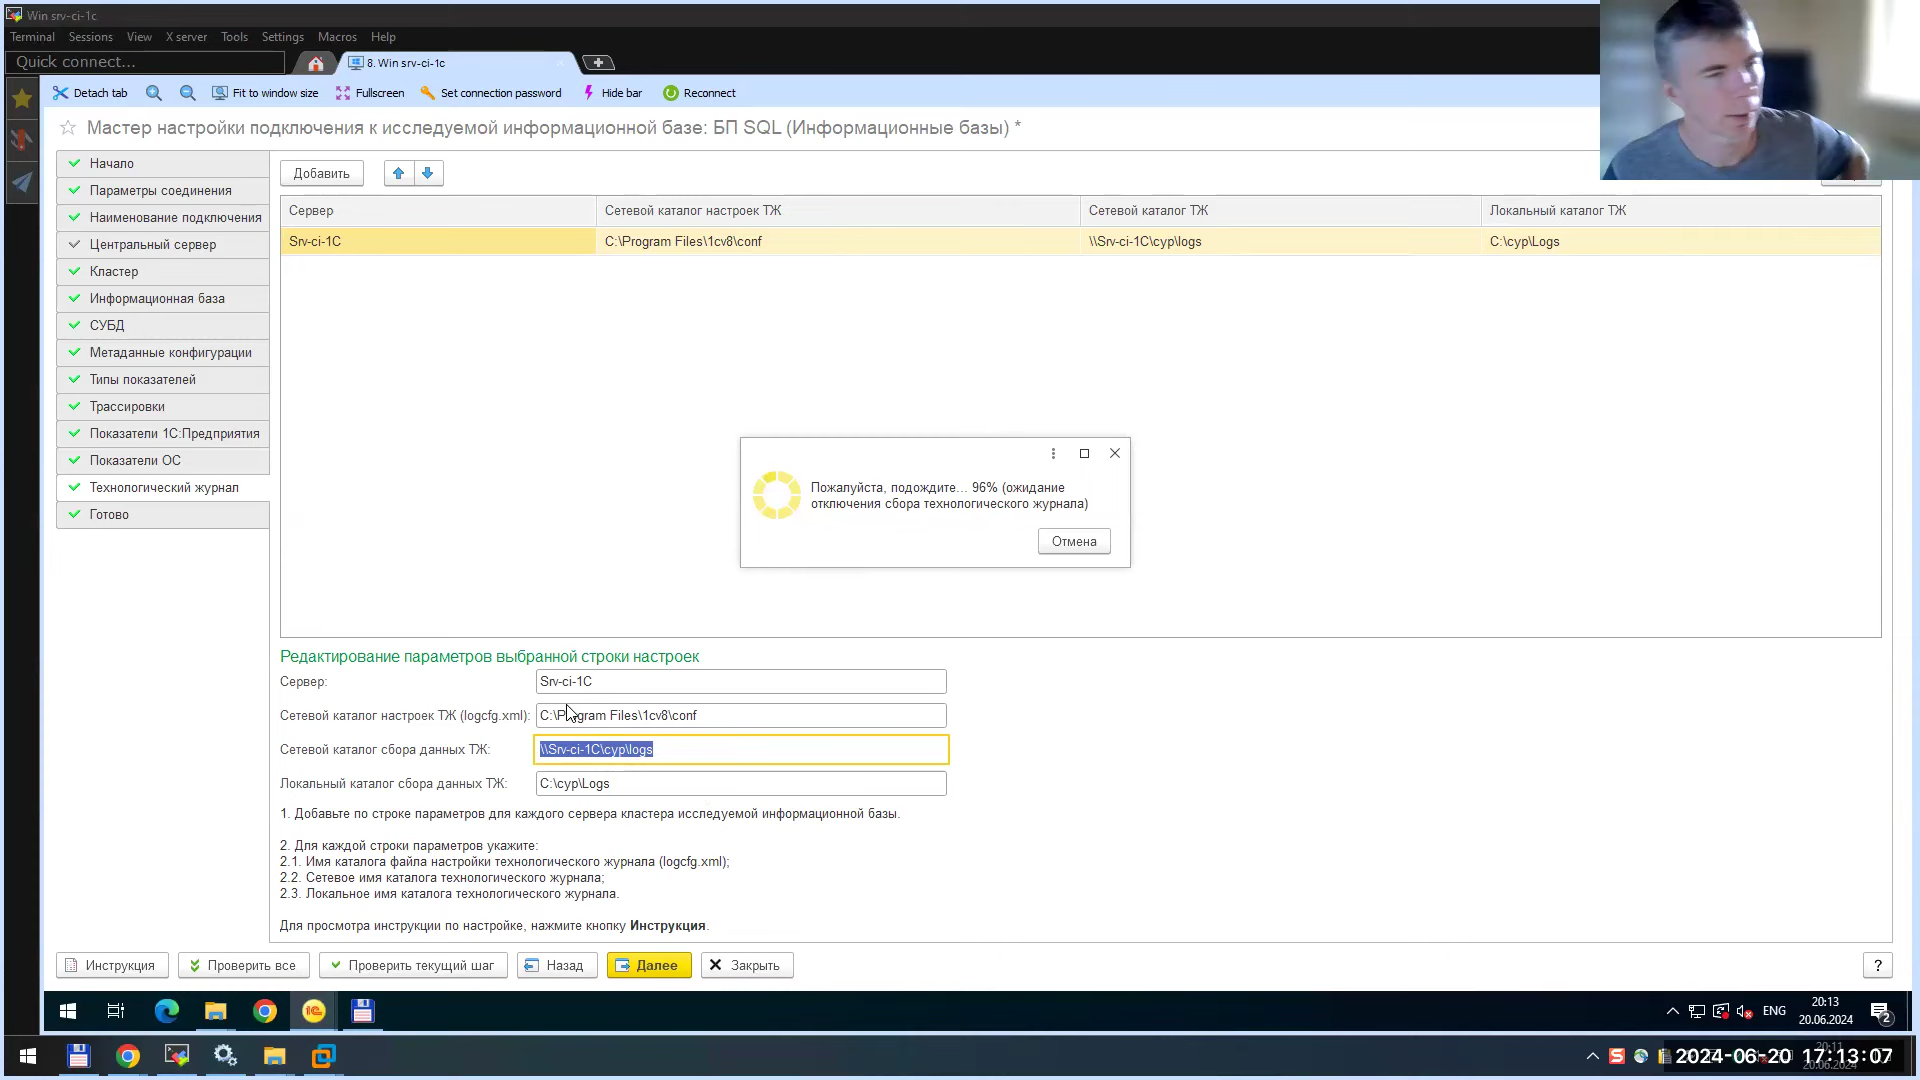 Win srv-ci-1c
Terminal Sessions View X server Tools Settings Macros Help
Quick connect...
8. Win srv-ci-1c
Detach tab
Fit to window size
Fullscreen
Set connection password
Hide bar
Reconnect
Мастер настройки подключения к исследуемой информационной базе: БП SQL (Информационные базы) *
Начало
Параметры соединения
Наименование подключения
Центральный сервер
Кластер
Информационная база
СУБД
Метаданные конфигурации
Типы показателей
Трассировки
Показатели 1С:Предприятия
Показатели ОС
Технологический журнал
Готово
Добавить
Сервер Сетевой каталог настроек ТЖ Сетевой каталог ТЖ Локальный каталог ТЖ
Srv-ci-1C C:\Program Files\1cv8\conf \\Srv-ci-1C\cyp\logs C:\cyp\Logs
Пожалуйста, подождите... 96% (ожидание
отключения сбора технологического журнала)
Отмена
Редактирование параметров выбранной строки настроек
Сервер: Srv-ci-1C
Сетевой каталог настроек ТЖ (logcfg.xml): C:\Program Files\1cv8\conf
Сетевой каталог сбора данных ТЖ: \\Srv-ci-1C\cyp\logs
Локальный каталог сбора данных ТЖ: C:\cyp\Logs
1. Добавьте по строке параметров для каждого сервера кластера исследуемой информационной базы.
2. Для каждой строки параметров укажите:
2.1. Имя каталога файла настройки технологического журнала (logcfg.xml);
2.2. Сетевое имя каталога технологического журнала;
2.3. Локальное имя каталога технологического журнала.
Для просмотра инструкции по настройке, нажмите кнопку Инструкция.
Инструкция
Проверить все
Проверить текущий шаг
Назад
Далее
Закрыть
?
ENG
20:13
20.06.2024
2
2024-06-20 17:13:07